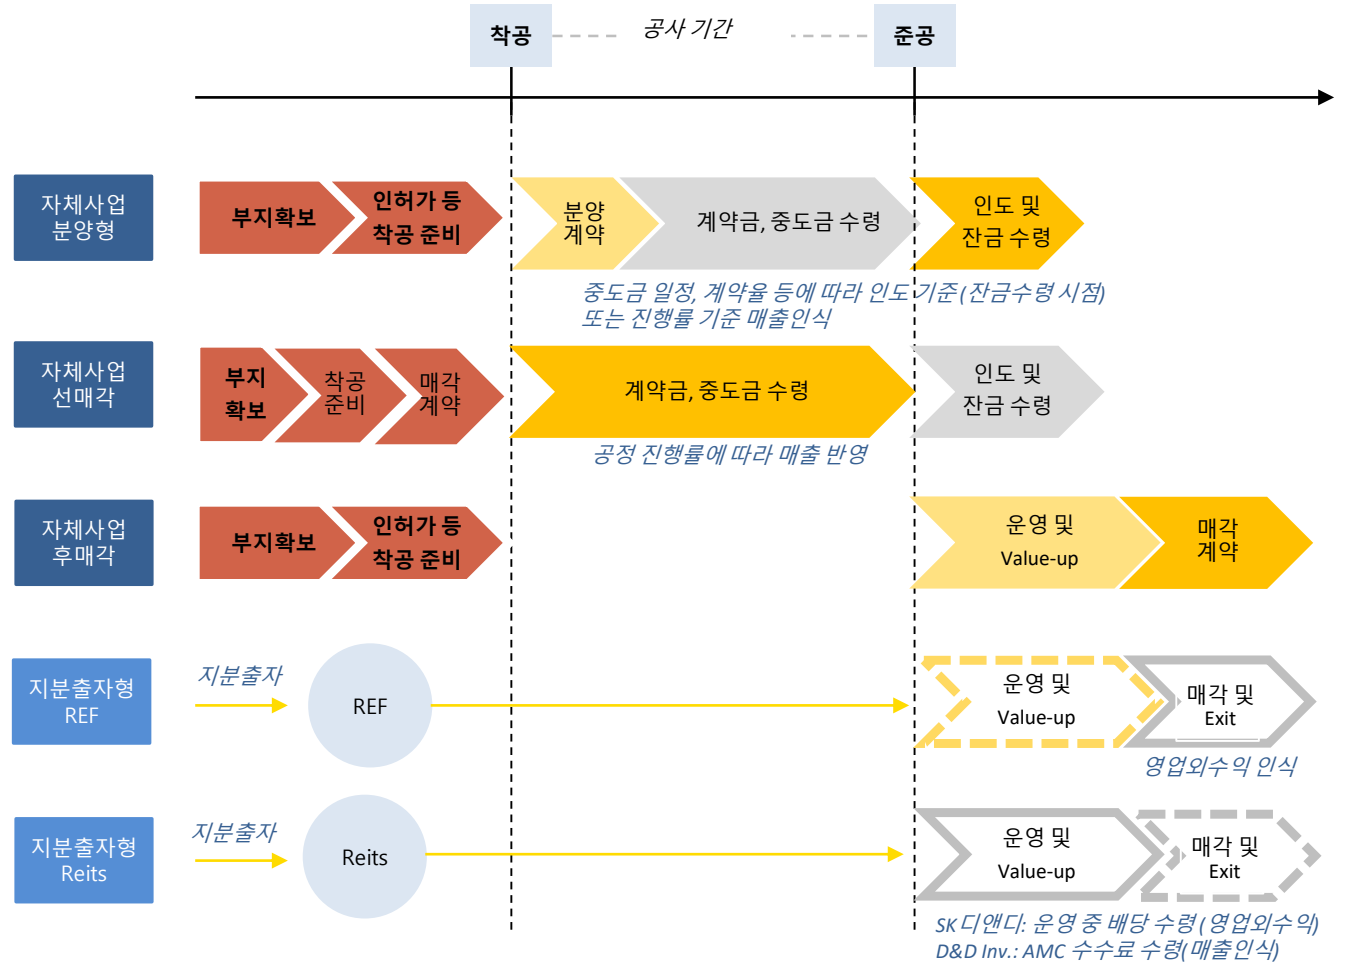 착공
공사 기간
준공
자체사업
분양형
부지확보
인허가 등
착공 준비
분양
계약
계약금, 중도금 수령
인도 및
잔금 수령
중도금 일정, 계약율 등에 따라 인도 기준(잔금수령 시점)
또는 진행률 기준 매출인식
자체사업
선매각
부지
확보
착공
준비
매각
계약
계약금, 중도금 수령
인도 및
잔금 수령
공정 진행률에 따라 매출 반영
자체사업
후매각
부지확보
인허가 등
착공 준비
운영 및
Value-up
매각
계약
지분출자형
REF
지분출자
REF
운영 및
Value-up
매각 및
Exit
영업외수익 인식
지분출자형
Reits
지분출자
Reits
운영 및
Value-up
매각 및
Exit
SK디앤디: 운영 중 배당 수령(영업외수익)
D&D Inv.: AMC 수수료 수령(매출인식)